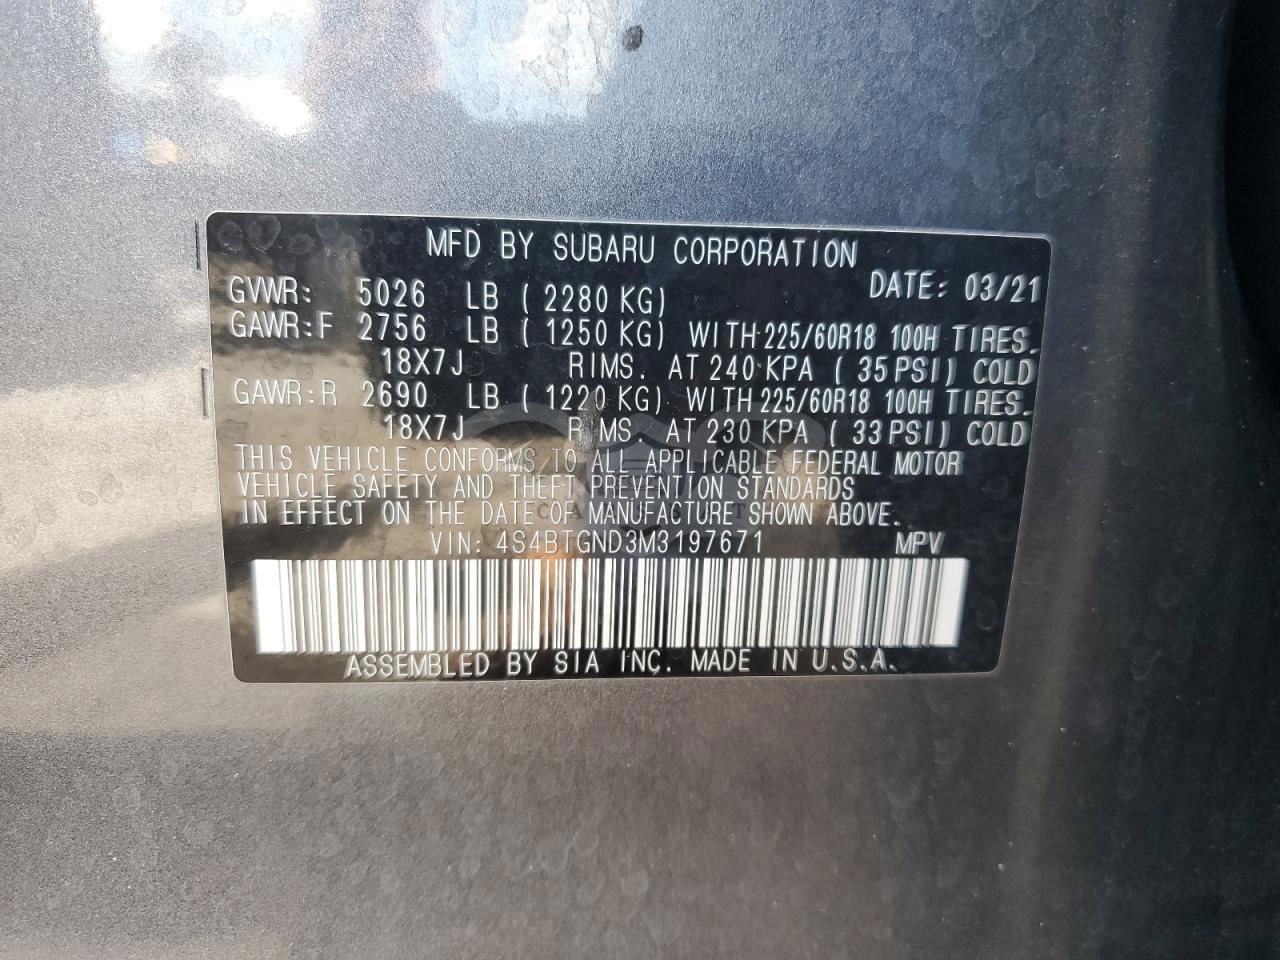 MFD BY SUBARU CORPORATION
DATE: 03/21
GVWR: 5026 LB ( 2280 KG)
GAWR:F 2756 LB ( 1250 KG) WITH 225/60R18 100H TIRES.
18X7J RIMS. AT 240 KPA ( 35 PSI) COLD
GAWR:R 2690 LB ( 1220 KG) WITH 225/60R18 100H TIRES.
18X7J RIMS. AT 230 KPA ( 33 PSI) COLD
THIS VEHICLE CONFORMS TO ALL APPLICABLE FEDERAL MOTOR
VEHICLE SAFETY AND THEFT PREVENTION STANDARDS
IN EFFECT ON THE DATE OF MANUFACTURE SHOWN ABOVE.
VIN: 4S4BTGND3M3197671 MPV
ASSEMBLED BY SIA INC. MADE IN U.S.A.